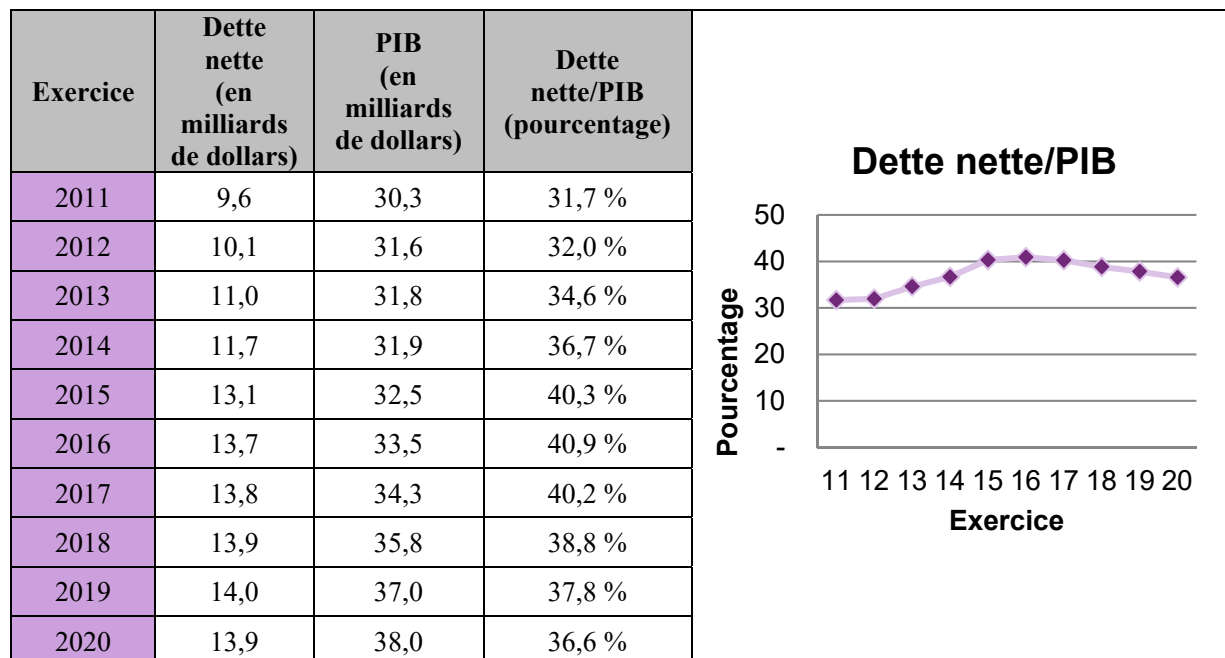 Exercice
Dette
nette
(en
milliards
de dollars)
PIB
(en
milliards
de dollars)
Dette
nette/PIB
(pourcentage)
2011 9,6 30,3 31,7 %
2012 10,1 31,6 32,0 %
2013 11,0 31,8 34,6 %
2014 11,7 31,9 36,7 %
2015 13,1 32,5 40,3 %
2016 13,7 33,5 40,9 %
2017 13,8 34,3 40,2 %
2018 13,9 35,8 38,8 %
2019 14,0 37,0 37,8 %
2020 13,9 38,0 36,6 %
Dette nette/PIB
Pourcentage
50
40
30
20
10
-
11 12 13 14 15 16 17 18 19 20
Exercice